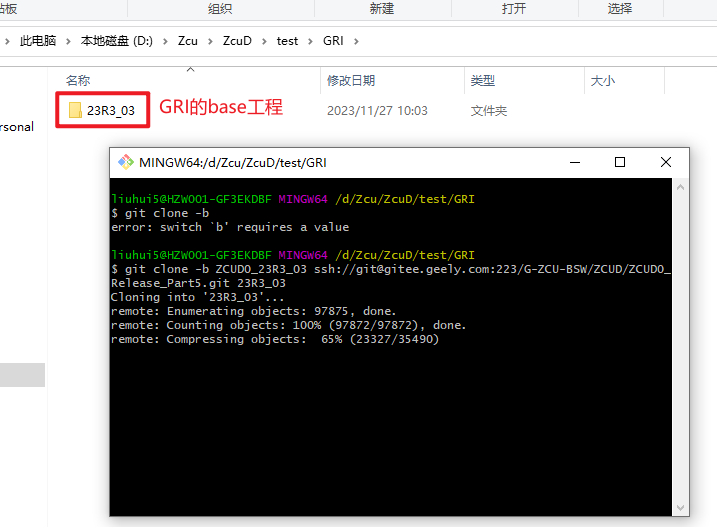 贴板
组织
新建
打开
选择
此电脑 > 本地磁盘 (D:) > Zcu > ZcuD > test > GRI >
名称
修改日期
类型
大小
23R3_03
GRI的base工程
2023/11/27 10:03
文件夹
ersonal
MINGW64:/d/Zcu/ZcuD/test/GRI
liuhui5@HZW001-GF3EKDBF MINGW64 /d/Zcu/ZcuD/test/GRI
$ git clone -b
error: switch `b' requires a value
liuhui5@HZW001-GF3EKDBF MINGW64 /d/Zcu/ZcuD/test/GRI
$ git clone -b ZCUDO_23R3_03 ssh://git@gitee.geely.com:223/G-ZCU-BSW/ZCUD/ZCUDO_
Release_Part5.git 23R3_03
Cloning into '23R3_03'...
remote: Enumerating objects: 97875, done.
remote: Counting objects: 100% (97872/97872), done.
remote: Compressing objects:  65% (23327/35490)